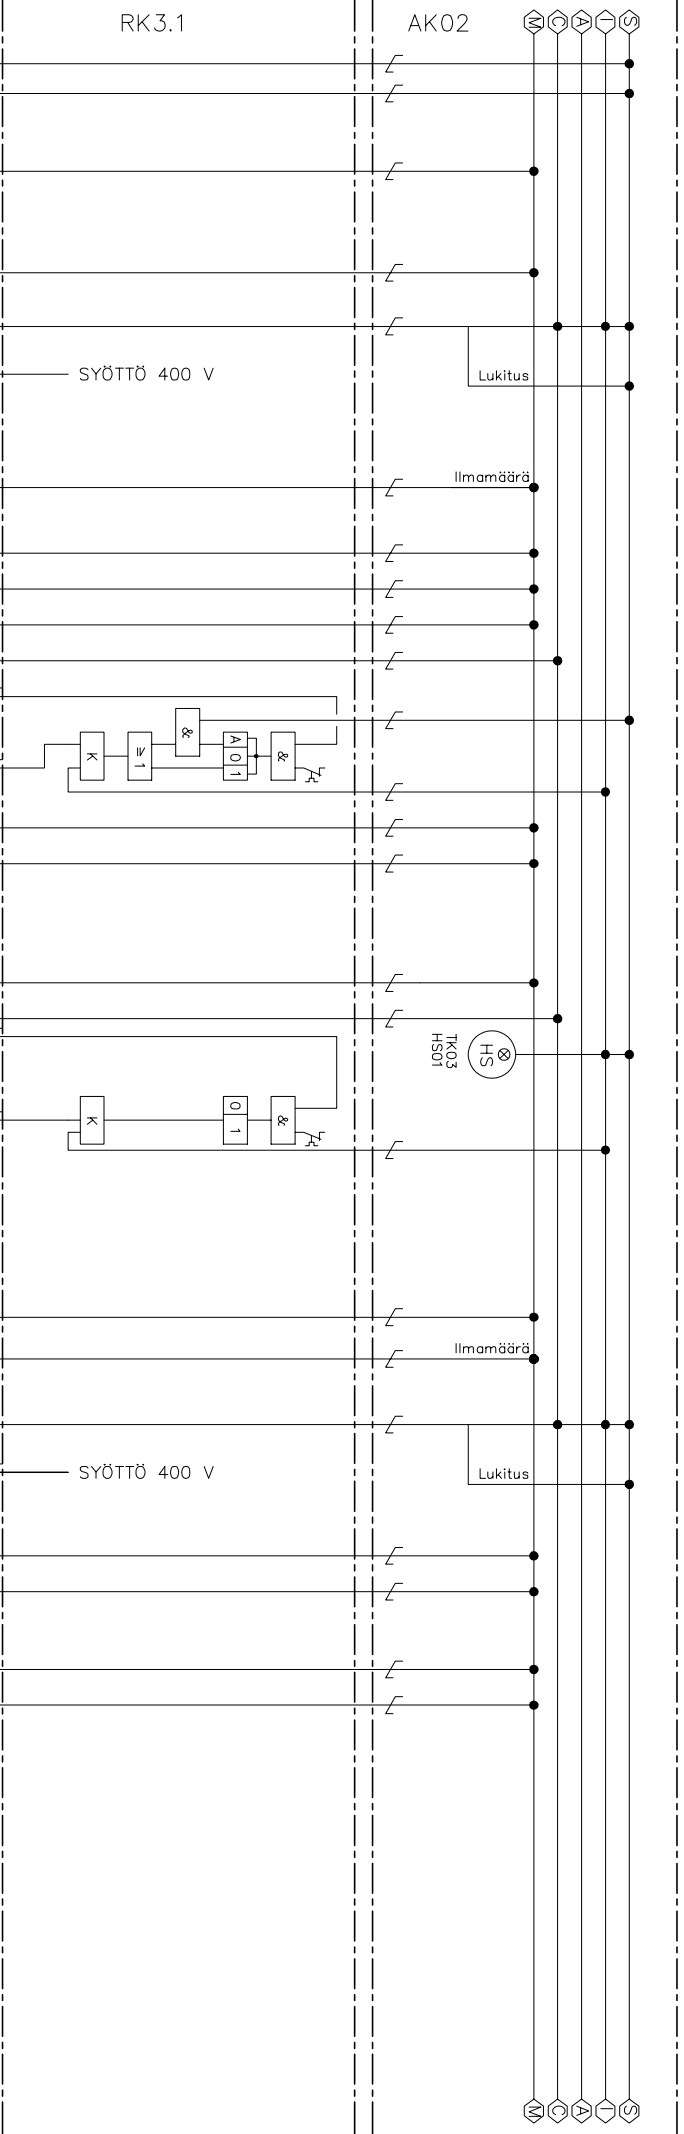 RK3.1
AK02
M C A I S
SYÖTTÖ 400 V
Lukitus
Ilmamäärä
K
≥1
&
A 0 1
&
TK03
HS01
HS
K
0 1
&
Ilmamäärä
SYÖTTÖ 400 V
Lukitus
M C A I S